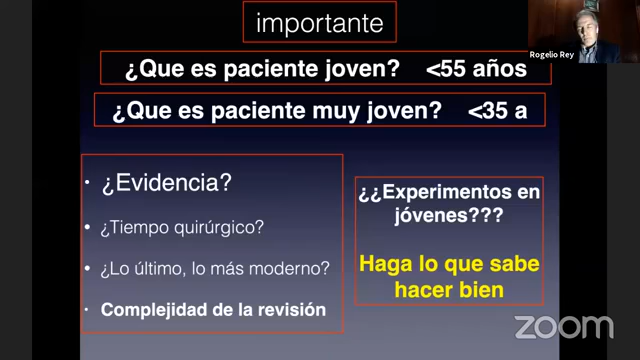 importante
Rogelio Rey
¿Que es paciente joven? <55 años
¿Que es paciente muy joven? <35 a
• ¿Evidencia?
• ¿Tiempo quirúrgico?
• ¿Lo último, lo más moderno?
• Complejidad de la revisión
¿¿Experimentos en
jóvenes???
Haga lo que sabe
hacer bien
zoom